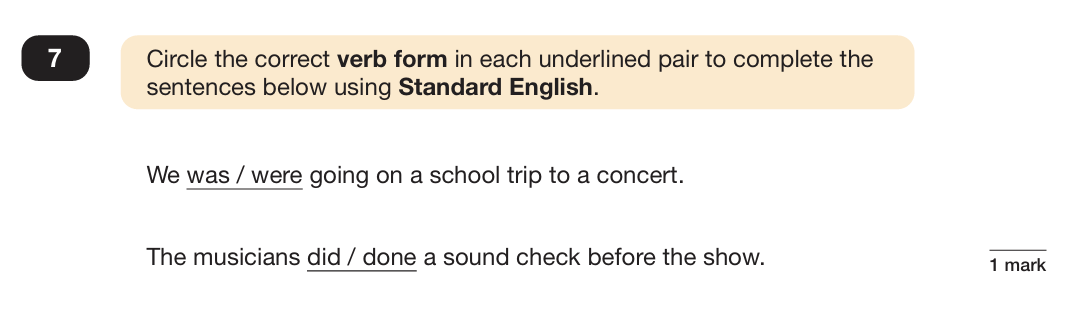 7
Circle the correct verb form in each underlined pair to complete the
sentences below using Standard English.
We was / were going on a school trip to a concert.
The musicians did / done a sound check before the show.
1 mark